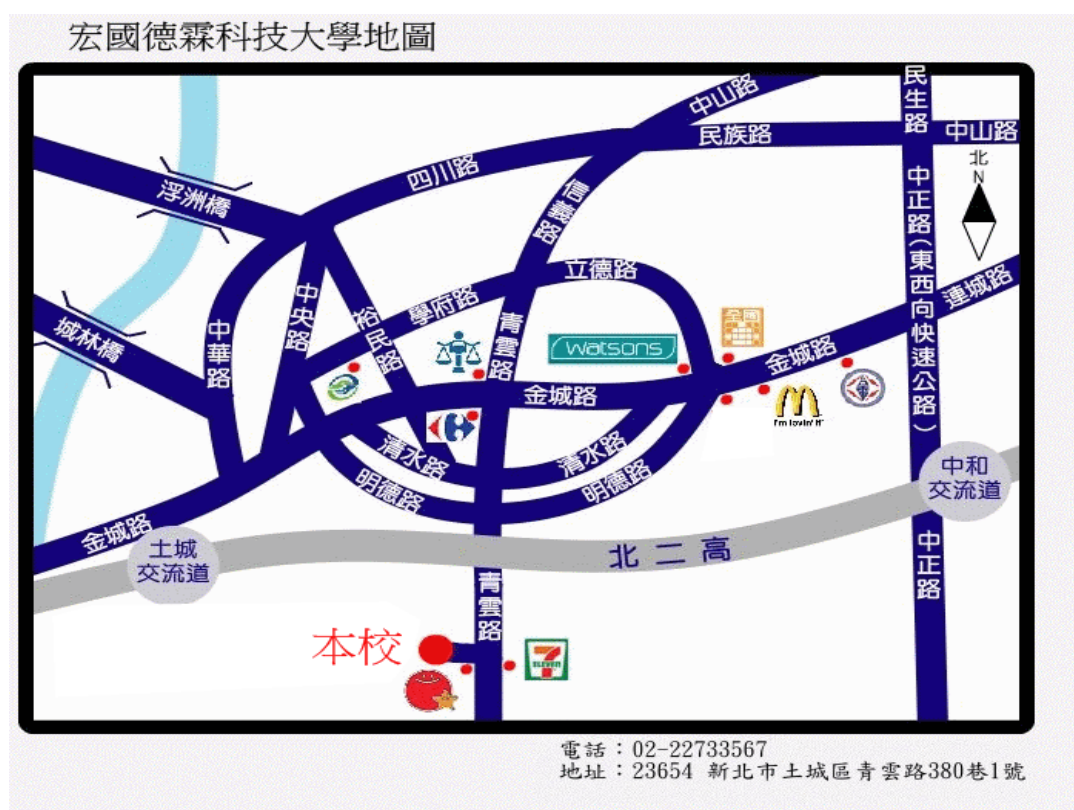 宏國德霖科技大學地圖
民生路
中山路
民族路
中山路
北
N
四川路
浮洲橋
信義路
中正路(東西向快速公路)
立德路
連城路
學府路
中央路
裕民路
青雲路
全國
城林橋
中華路
watsons
金城路
金城路
I'm lovin' it
清水路
清水路
明德路
明德路
中和
交流道
金城路
土城
交流道
北二高
中正路
青雲路
本校
7
ELEVEN
電話：02-22733567
地址：23654 新北市土城區青雲路380巷1號